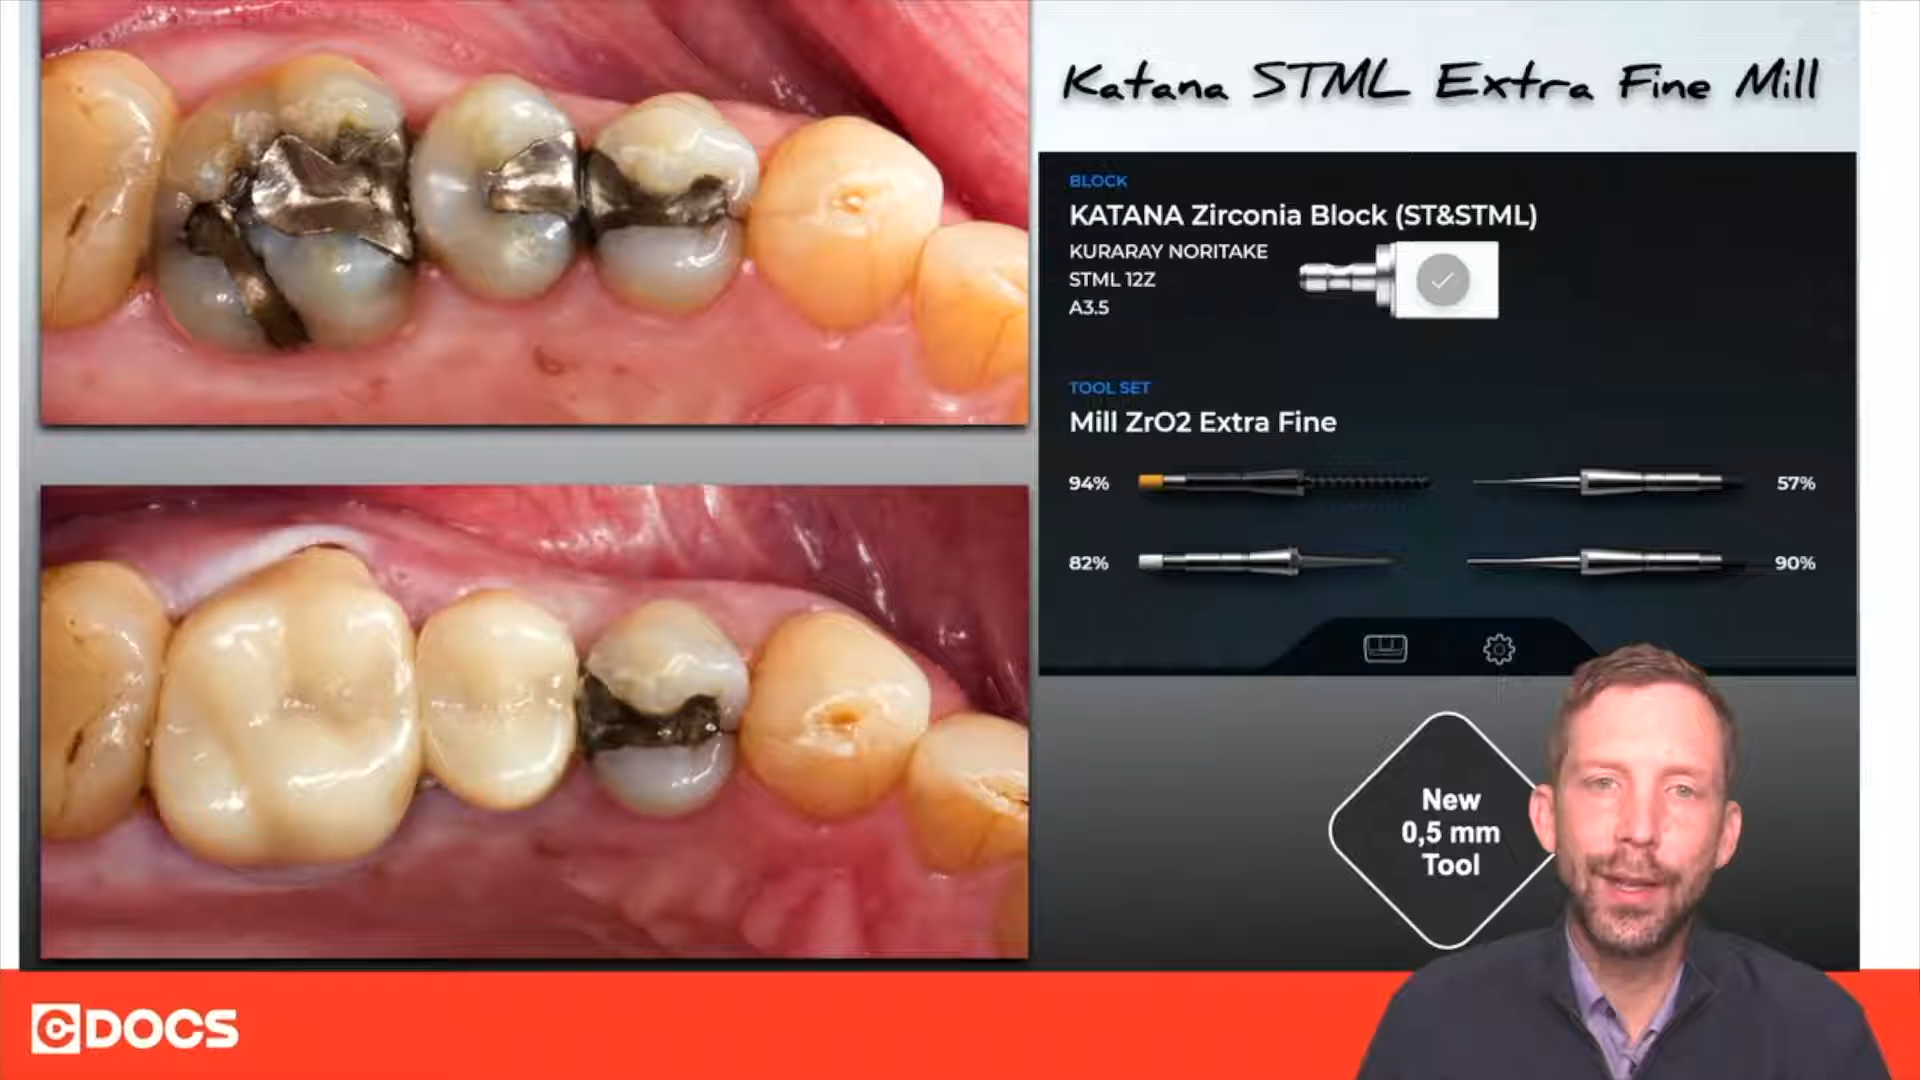 Katana STML Extra Fine Mill
BLOCK
KATANA Zirconia Block (ST&STML)
KURARAY NORITAKE
STML 12Z
A3.5
TOOL SET
Mill ZrO2 Extra Fine
94%
57%
82%
90%
New
0,5 mm
Tool
CDOCS